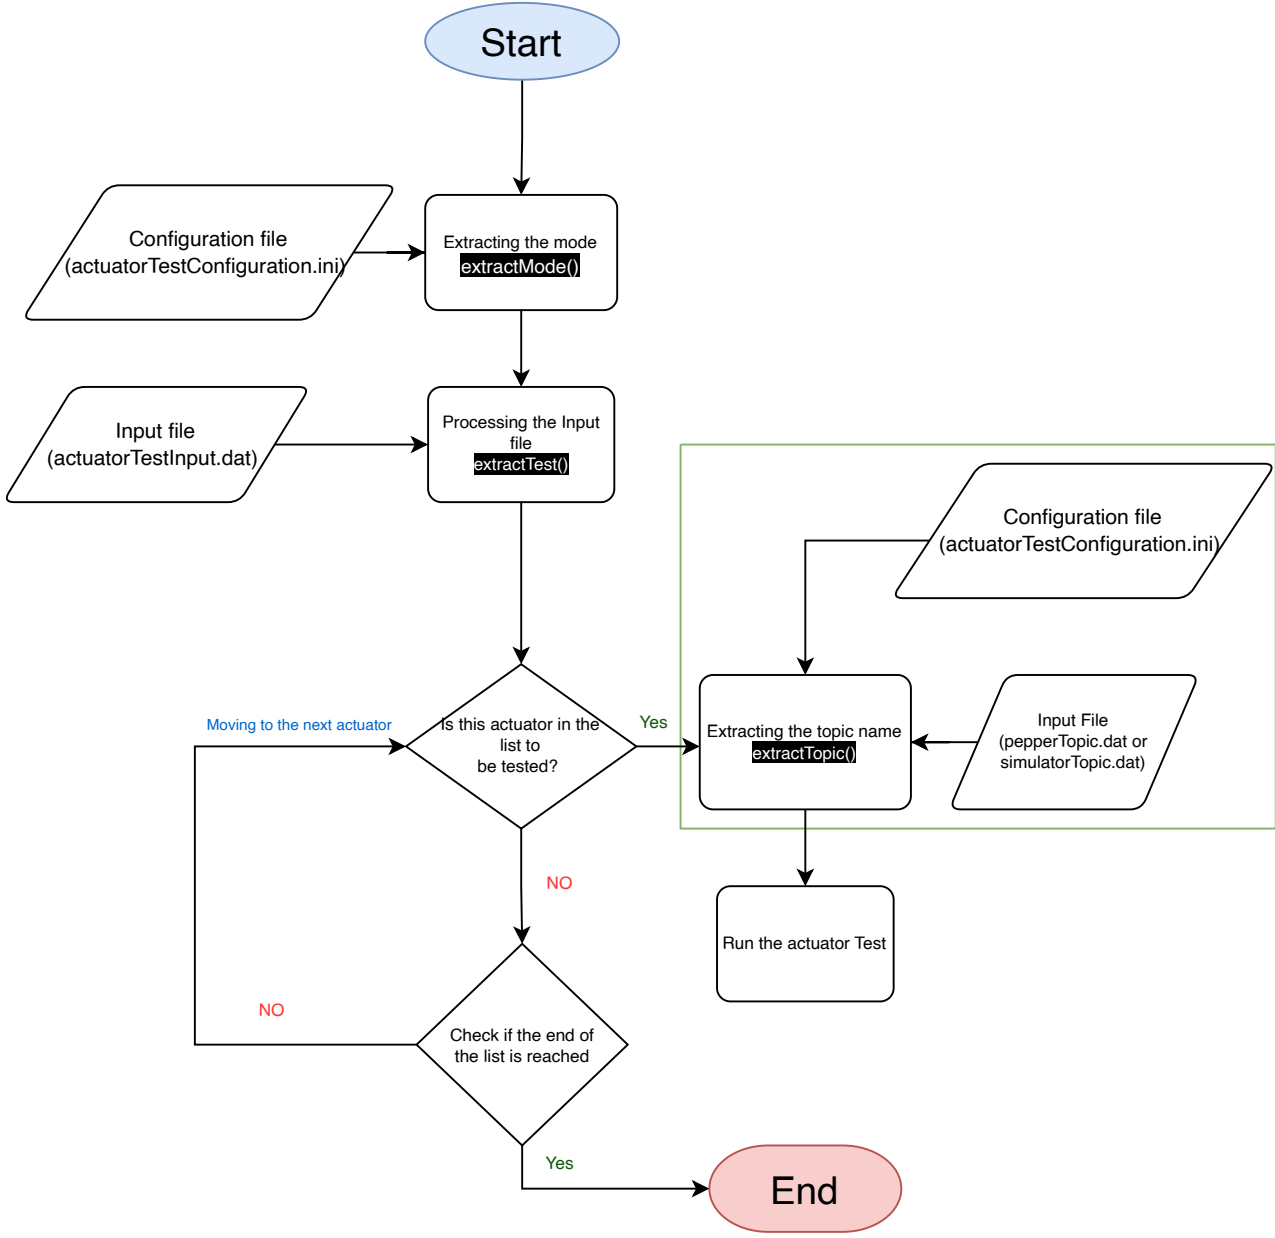 Start
Configuration file
(actuatorTestConfiguration.ini)
Extracting the mode
extractMode()
Input file
(actuatorTestInput.dat)
Processing the Input
file
extractTest()
Configuration file
(actuatorTestConfiguration.ini)
Moving to the next actuator
Is this actuator in the
list to
be tested?
Yes
Extracting the topic name
extractTopic()
Input File
(pepperTopic.dat or
simulatorTopic.dat)
NO
Run the actuator Test
NO
Check if the end of
the list is reached
Yes
End